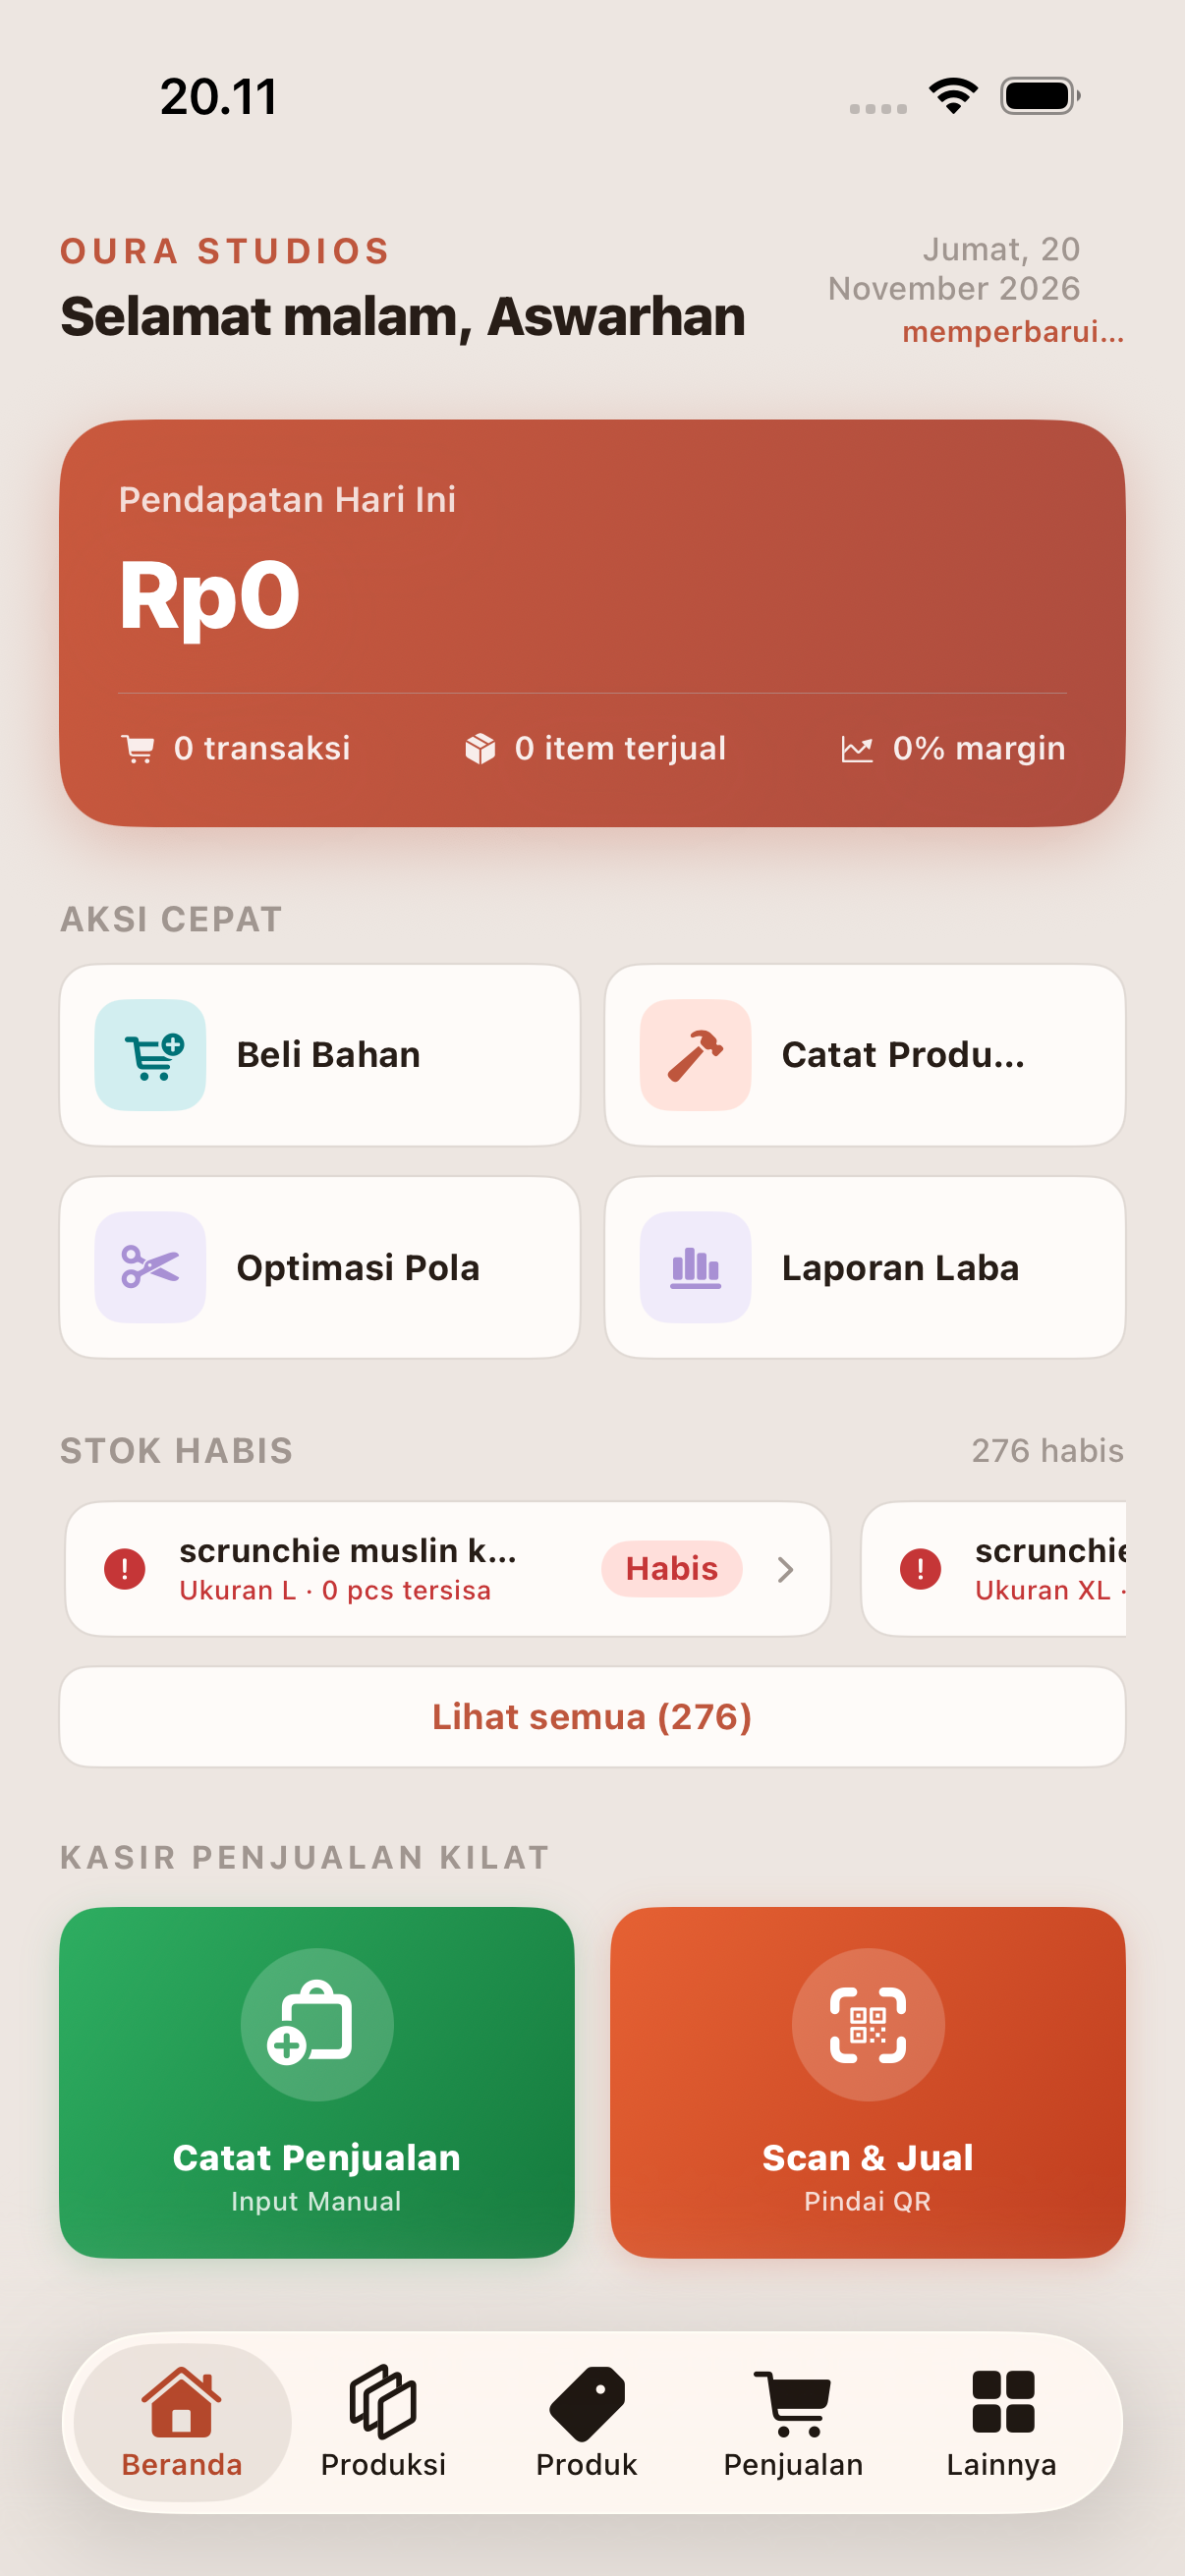 20.11
OURA STUDIOS
Selamat malam, Aswarhan
Jumat, 20
November 2026
memperbarui...
Pendapatan Hari Ini
Rp0
0 transaksi
0 item terjual
0% margin
AKSI CEPAT
Beli Bahan
Catat Produ...
Optimasi Pola
Laporan Laba
STOK HABIS
276 habis
scrunchie muslin k...
Ukuran L · 0 pcs tersisa
Habis
scrunchie
Ukuran XL ·
Lihat semua (276)
KASIR PENJUALAN KILAT
Catat Penjualan
Input Manual
Scan & Jual
Pindai QR
Beranda
Produksi
Produk
Penjualan
Lainnya